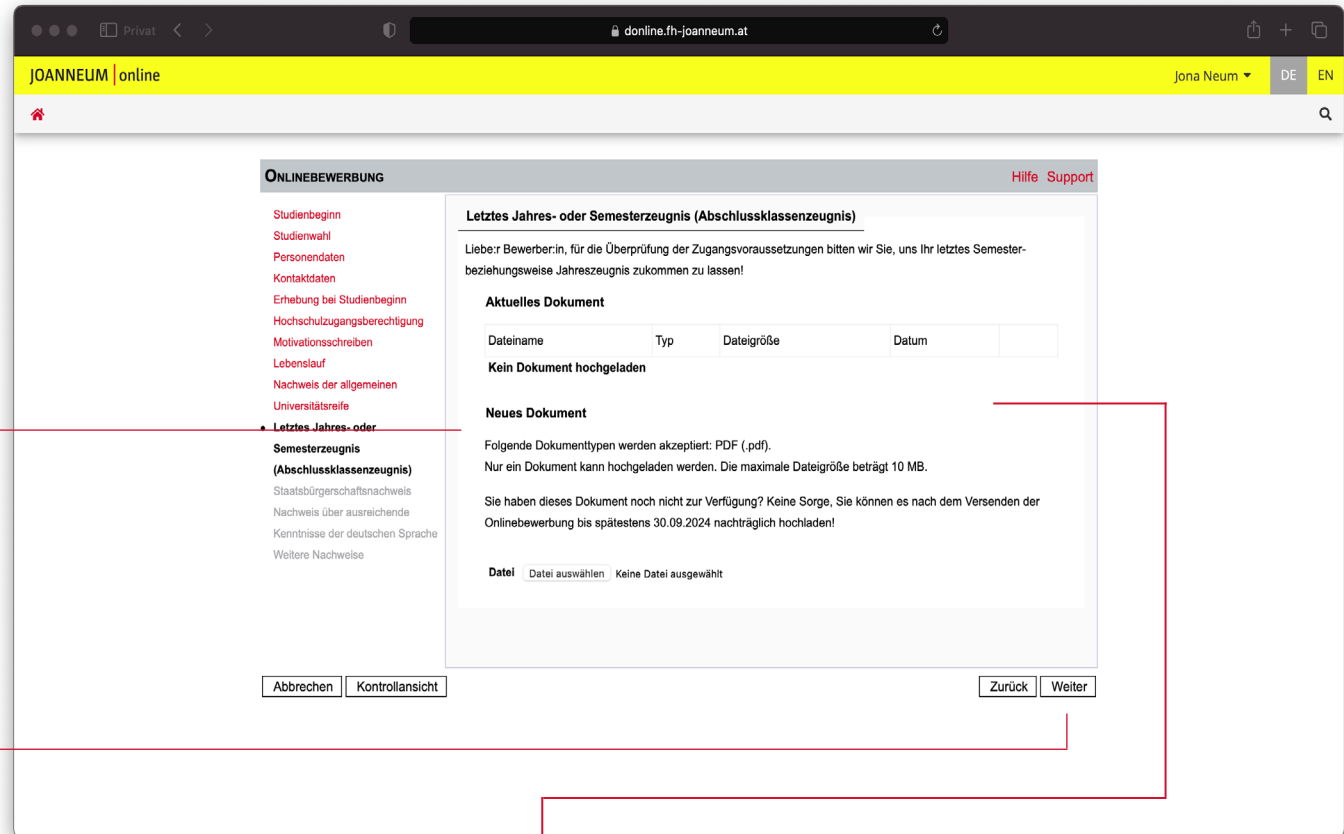 Privat
donline.fh-joanneum.at
JOANNEUM online
Jona Neum
DE
EN
ONLINEBEWERBUNG
Hilfe Support
Studienbeginn
Studienwahl
Personendaten
Kontaktdaten
Erhebung bei Studienbeginn
Hochschulzugangsberechtigung
Motivationsschreiben
Lebenslauf
Nachweis der allgemeinen
Universitätsreife
• Letztes Jahres- oder
Semesterzeugnis
(Abschlussklassenzeugnis)
Staatsbürgerschaftsnachweis
Nachweis über ausreichende
Kenntnisse der deutschen Sprache
Weitere Nachweise
Letztes Jahres- oder Semesterzeugnis (Abschlussklassenzeugnis)
Liebe:r Bewerber:in, für die Überprüfung der Zugangsvoraussetzungen bitten wir Sie, uns Ihr letztes Semester-
beziehungsweise Jahreszeugnis zukommen zu lassen!
Aktuelles Dokument
Dateiname Typ Dateigröße Datum
Kein Dokument hochgeladen
Neues Dokument
Folgende Dokumenttypen werden akzeptiert: PDF (.pdf).
Nur ein Dokument kann hochgeladen werden. Die maximale Dateigröße beträgt 10 MB.
Sie haben dieses Dokument noch nicht zur Verfügung? Keine Sorge, Sie können es nach dem Versenden der
Onlinebewerbung bis spätestens 30.09.2024 nachträglich hochladen!
Datei Datei auswählen Keine Datei ausgewählt
Abbrechen Kontrollansicht Zurück Weiter